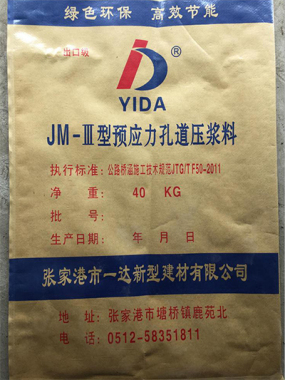 绿色环保 高效节能
出口级
®
YIDA
JM-Ⅲ型预应力孔道压浆料
执行标准：公路桥涵施工技术规范JTG/TF50-2011
净 重： 40 KG
批 号：
生产日期： 年 月 日
张家港市一达新型建材有限公司
地 址：张家港市塘桥镇鹿苑北
电 话：0512-58351811